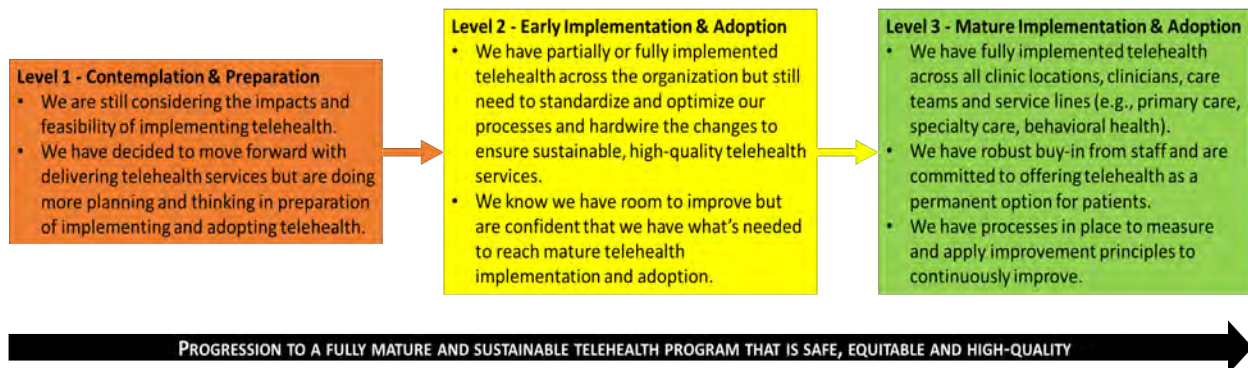 Level 1 - Contemplation & Preparation
• We are still considering the impacts and
feasibility of implementing telehealth.
• We have decided to move forward with
delivering telehealth services but are doing
more planning and thinking in preparation
of implementing and adopting telehealth.
Level 2 - Early Implementation & Adoption
• We have partially or fully implemented
telehealth across the organization but still
need to standardize and optimize our
processes and hardwire the changes to
ensure sustainable, high-quality telehealth
services.
• We know we have room to improve but
are confident that we have what's needed
to reach mature telehealth
implementation and adoption.
Level 3 - Mature Implementation & Adoption
• We have fully implemented telehealth
across all clinic locations, clinicians, care
teams and service lines (e.g., primary care,
specialty care, behavioral health).
• We have robust buy-in from staff and are
committed to offering telehealth as a
permanent option for patients.
• We have processes in place to measure
and apply improvement principles to
continuously improve.
PROGRESSION TO A FULLY MATURE AND SUSTAINABLE TELEHEALTH PROGRAM THAT IS SAFE, EQUITABLE AND HIGH-QUALITY